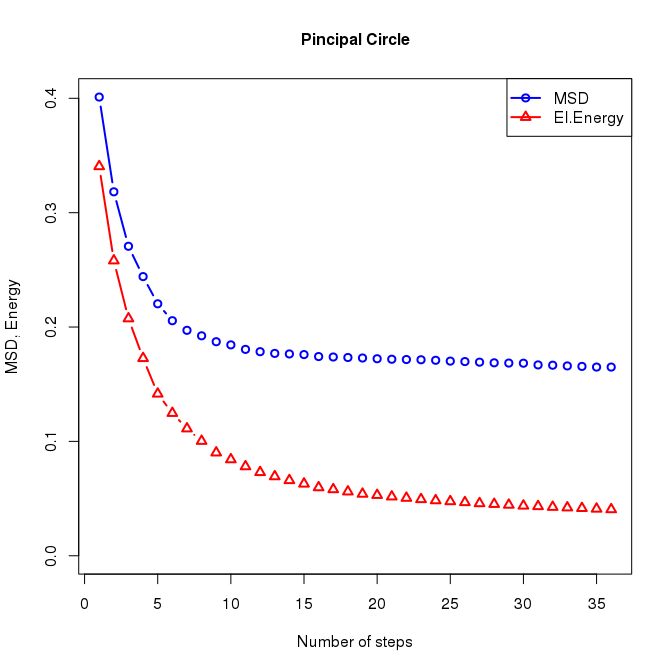 Pincipal Circle
MSD
El.Energy
MSD, Energy
0.4
0.3
0.2
0.1
0.0
0 5 10 15 20 25 30 35
Number of steps